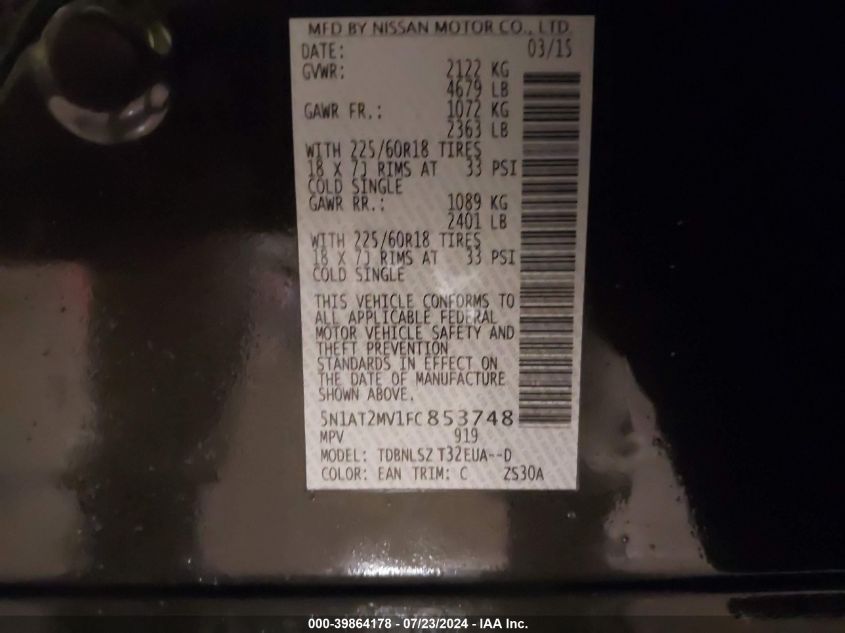 MFD BY NISSAN MOTOR CO., LTD.
DATE: 03/15
GVWR: 2122 KG
4679 LB
GAWR FR.: 1072 KG
2363 LB
WITH 225/60R18 TIRES
18 X 7J RIMS AT 33 PSI
COLD SINGLE
GAWR RR.: 1089 KG
2401 LB
WITH 225/60R18 TIRES
18 X 7J RIMS AT 33 PSI
COLD SINGLE
THIS VEHICLE CONFORMS TO
ALL APPLICABLE FEDERAL
MOTOR VEHICLE SAFETY AND
THEFT PREVENTION
STANDARDS IN EFFECT ON
THE DATE OF MANUFACTURE
SHOWN ABOVE.
5N1AT2MV1FC853748
MPV 919
MODEL: TDBNLSZ T32EUA--D
COLOR: EAN TRIM: C ZS30A
000-39864178 - 07/23/2024 - IAA Inc.